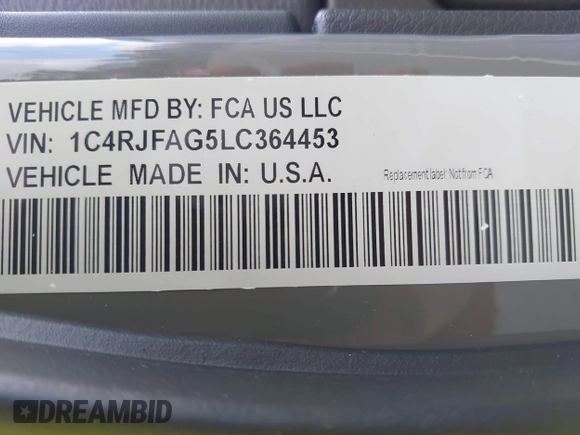 VEHICLE MFD BY: FCA US LLC
VIN: 1C4RJFAG5LC364453
VEHICLE MADE IN: U.S.A.
Replacement label: Not from FCA
DREAMBID